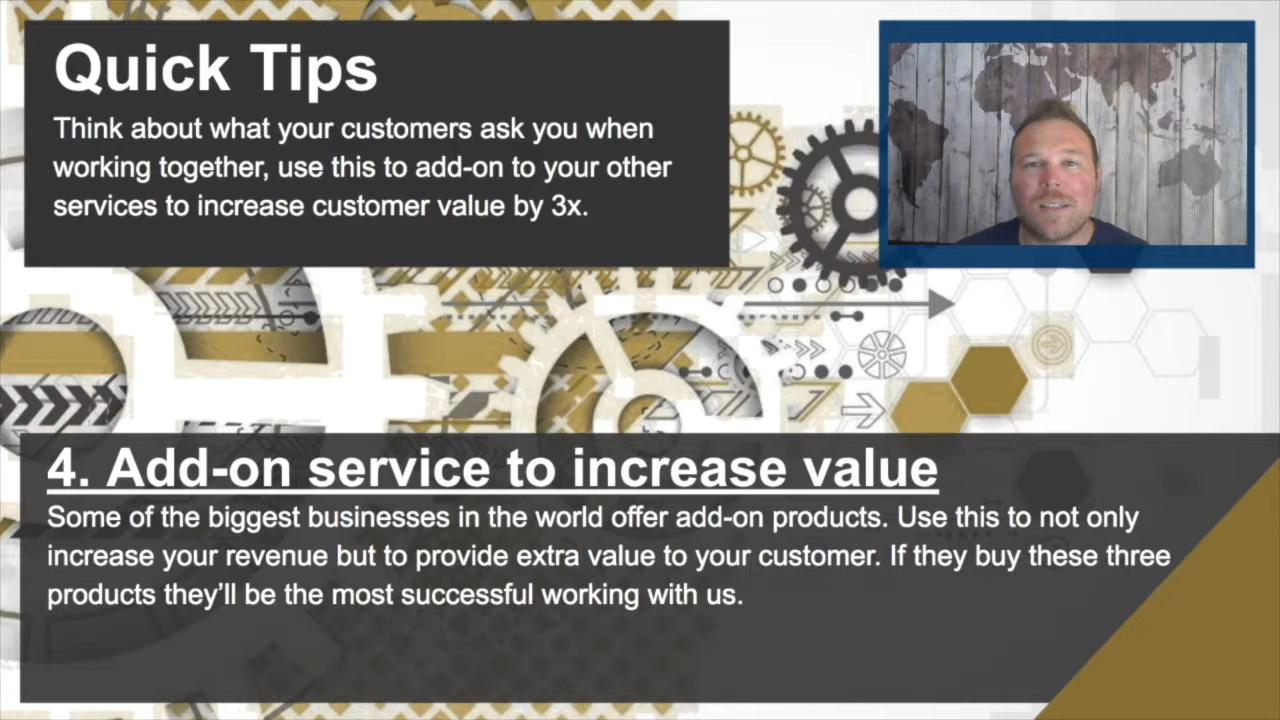 Quick Tips
Think about what your customers ask you when
working together, use this to add-on to your other
services to increase customer value by 3x.
4. Add-on service to increase value
Some of the biggest businesses in the world offer add-on products. Use this to not only
increase your revenue but to provide extra value to your customer. If they buy these three
products they’ll be the most successful working with us.